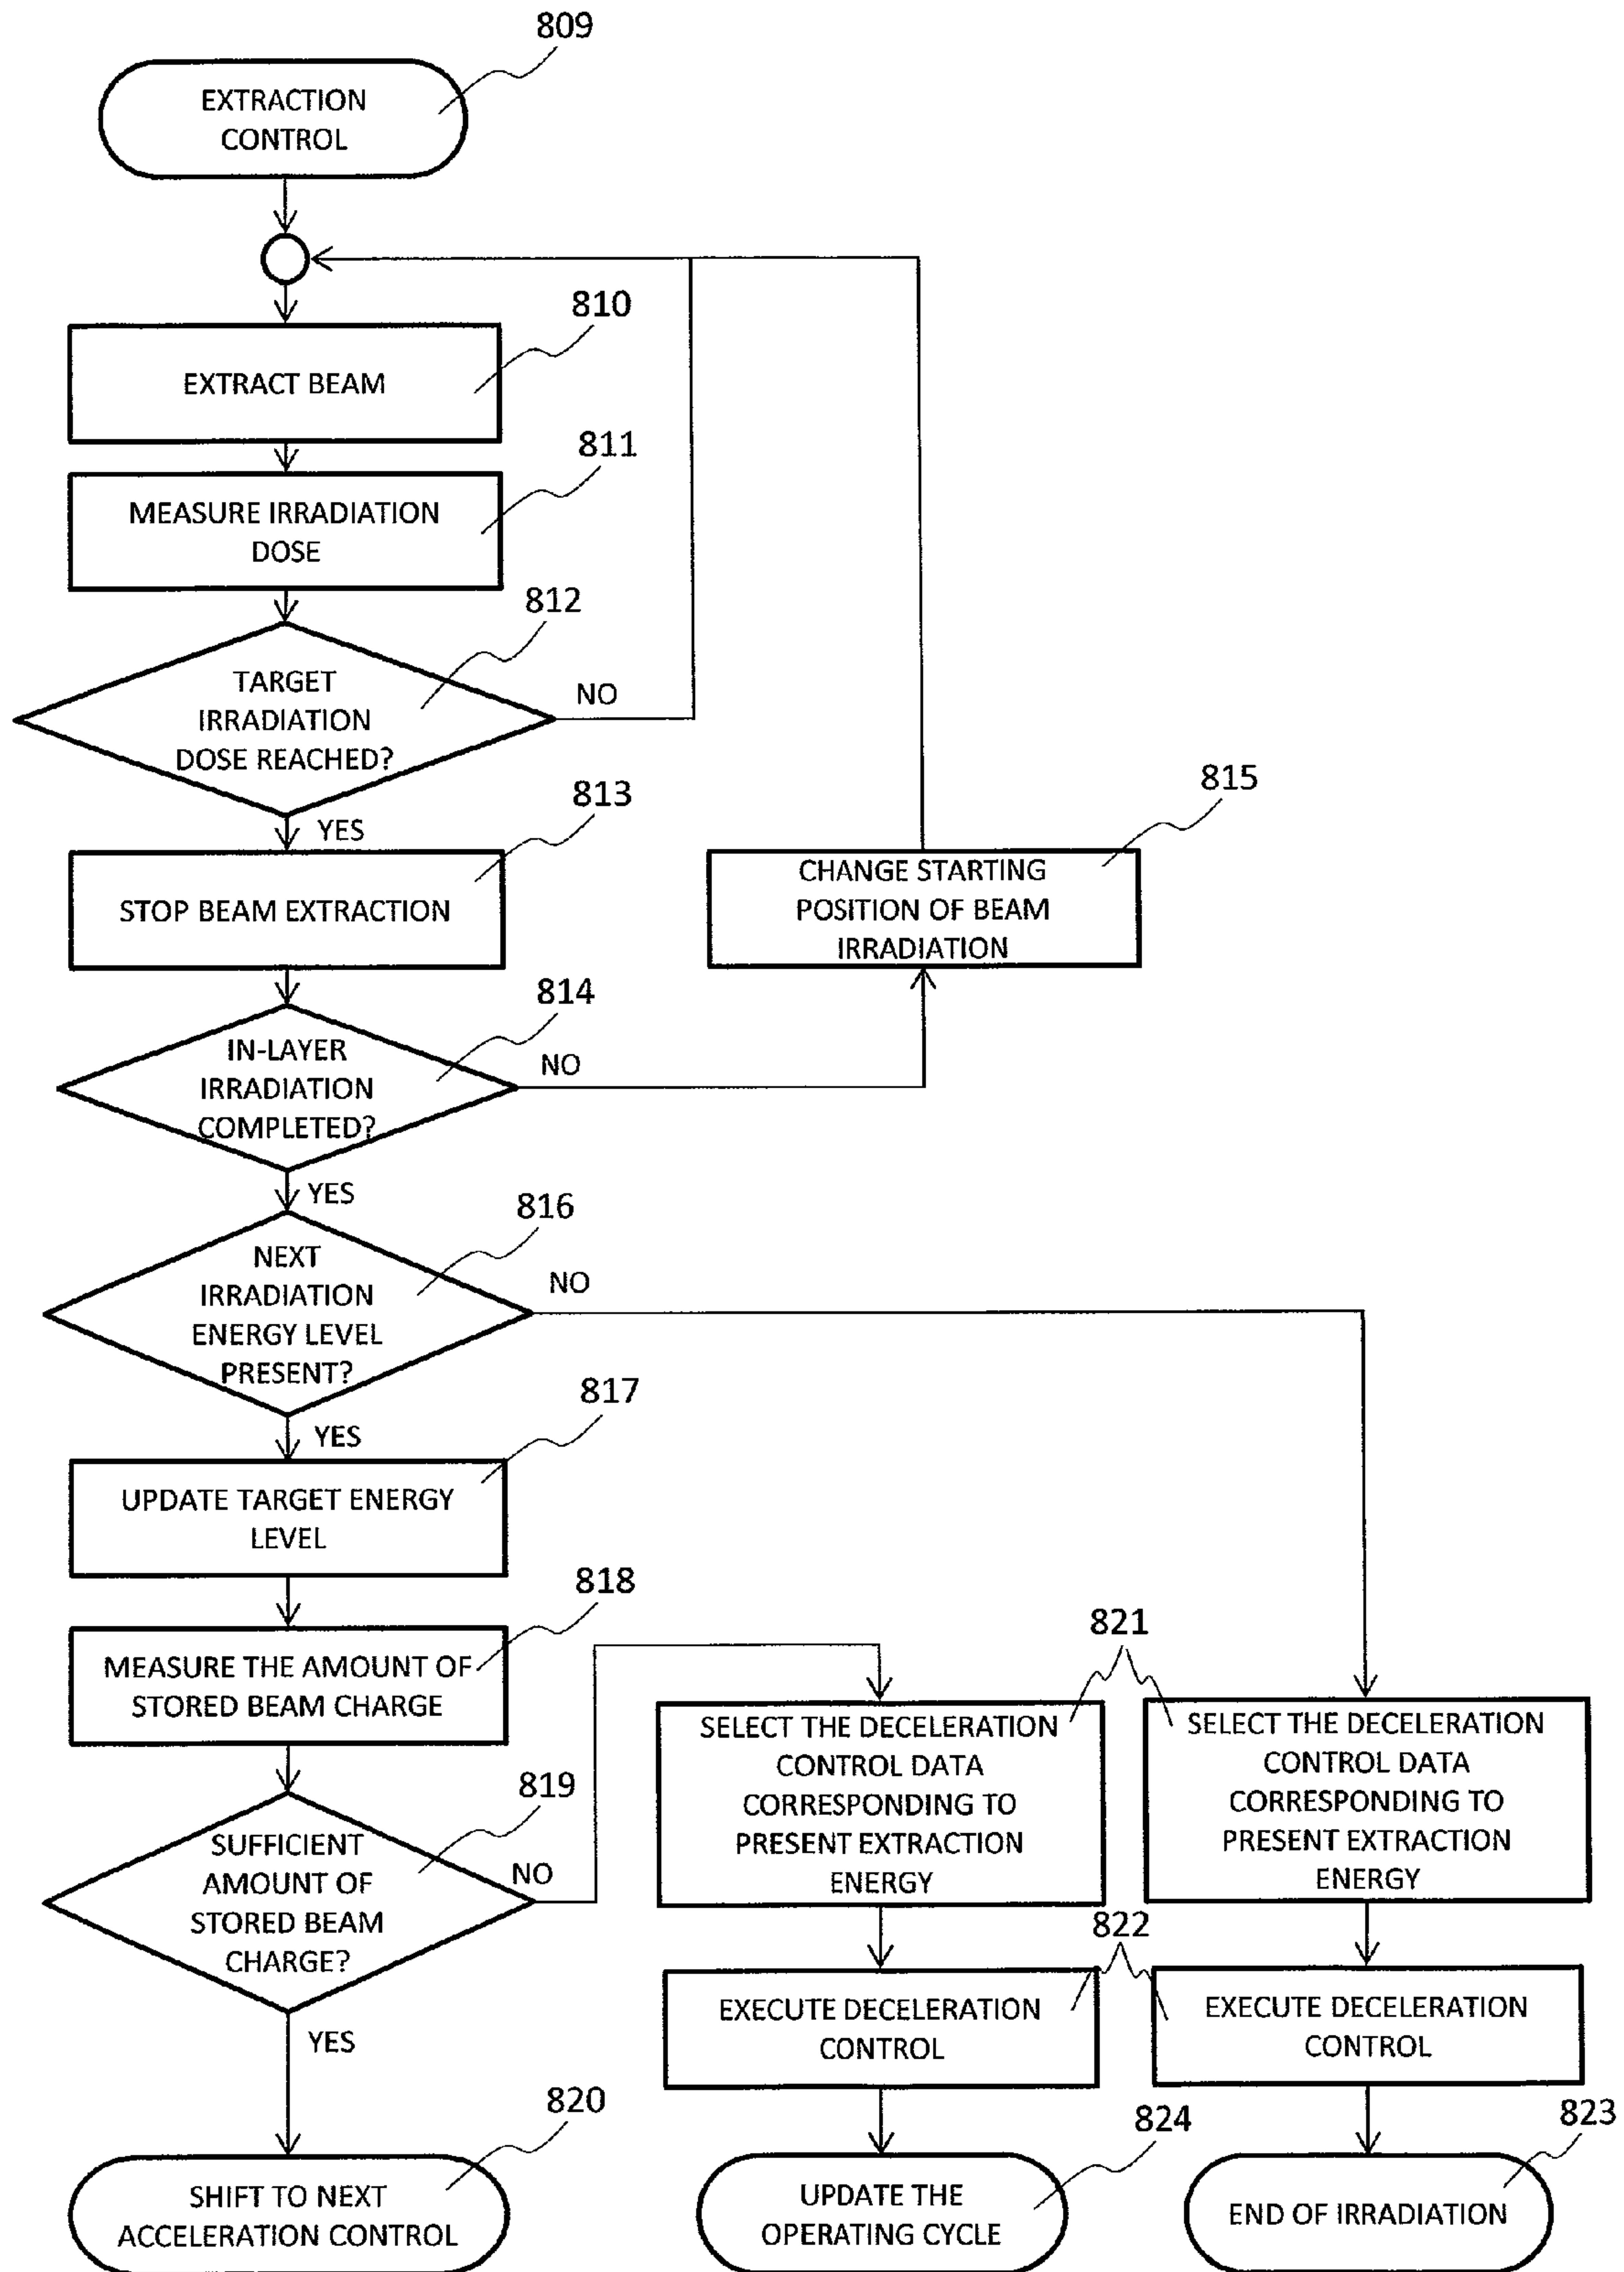 809
EXTRACTION
CONTROL
810
EXTRACT BEAM
811
MEASURE IRRADIATION
DOSE
812
TARGET
IRRADIATION
DOSE REACHED?
NO
YES
813
STOP BEAM EXTRACTION
815
CHANGE STARTING
POSITION OF BEAM
IRRADIATION
814
IN-LAYER
IRRADIATION
COMPLETED?
NO
YES
816
NEXT
IRRADIATION
ENERGY LEVEL
PRESENT?
NO
YES
817
UPDATE TARGET ENERGY
LEVEL
818
MEASURE THE AMOUNT OF
STORED BEAM CHARGE
819
SUFFICIENT
AMOUNT OF
STORED BEAM
CHARGE?
NO
YES
820
SHIFT TO NEXT
ACCELERATION CONTROL
821
SELECT THE DECELERATION
CONTROL DATA
CORRESPONDING TO
PRESENT EXTRACTION
ENERGY
SELECT THE DECELERATION
CONTROL DATA
CORRESPONDING TO
PRESENT EXTRACTION
ENERGY
822
EXECUTE DECELERATION
CONTROL
EXECUTE DECELERATION
CONTROL
824
UPDATE THE
OPERATING CYCLE
823
END OF IRRADIATION